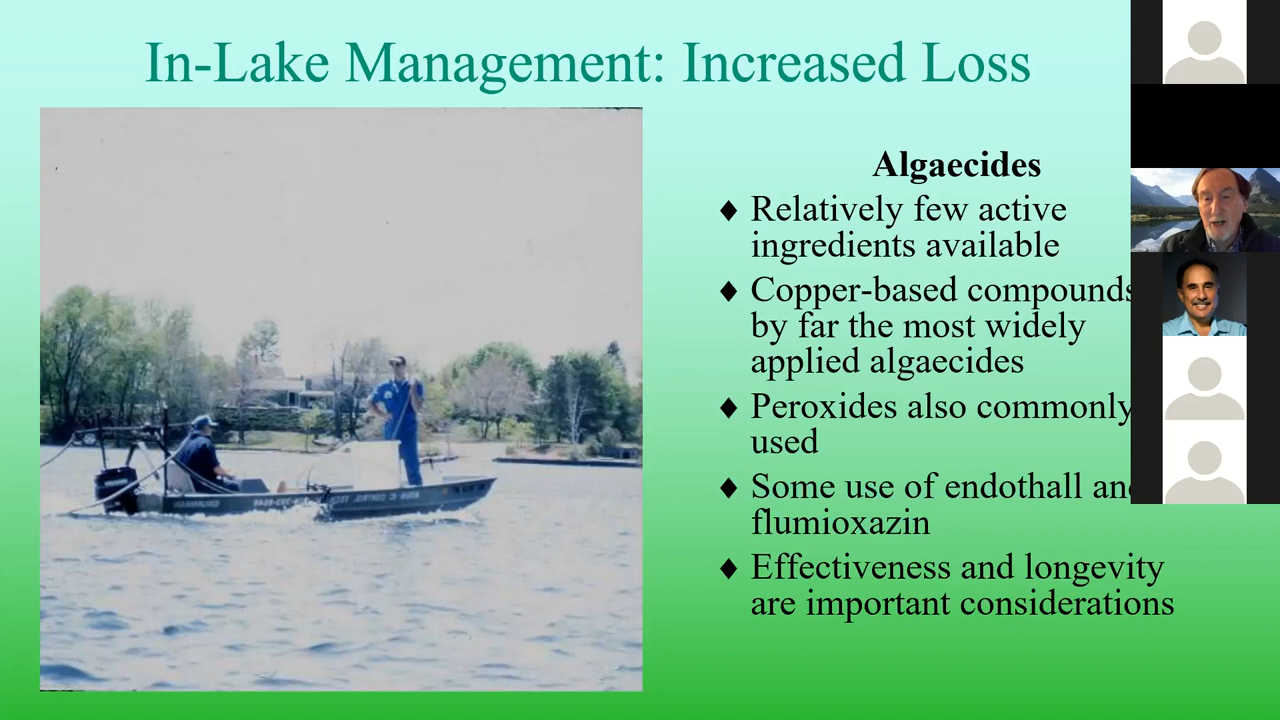 In-Lake Management: Increased Loss
Algaecides
♦ Relatively few active
ingredients available
♦ Copper-based compounds
by far the most widely
applied algaecides
♦ Peroxides also commonly
used
♦ Some use of endothall and
flumioxazin
♦ Effectiveness and longevity
are important considerations